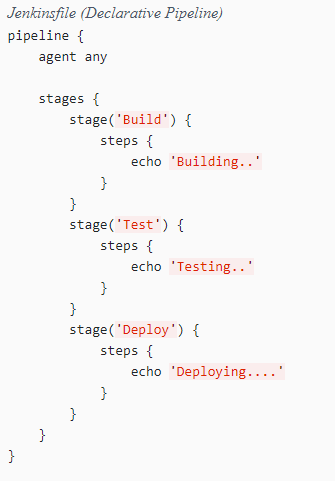 Jenkinsfile (Declarative Pipeline)
pipeline {
    agent any

    stages {
        stage('Build') {
            steps {
                echo 'Building..'
            }
        }
        stage('Test') {
            steps {
                echo 'Testing..'
            }
        }
        stage('Deploy') {
            steps {
                echo 'Deploying....'
            }
        }
    }
}